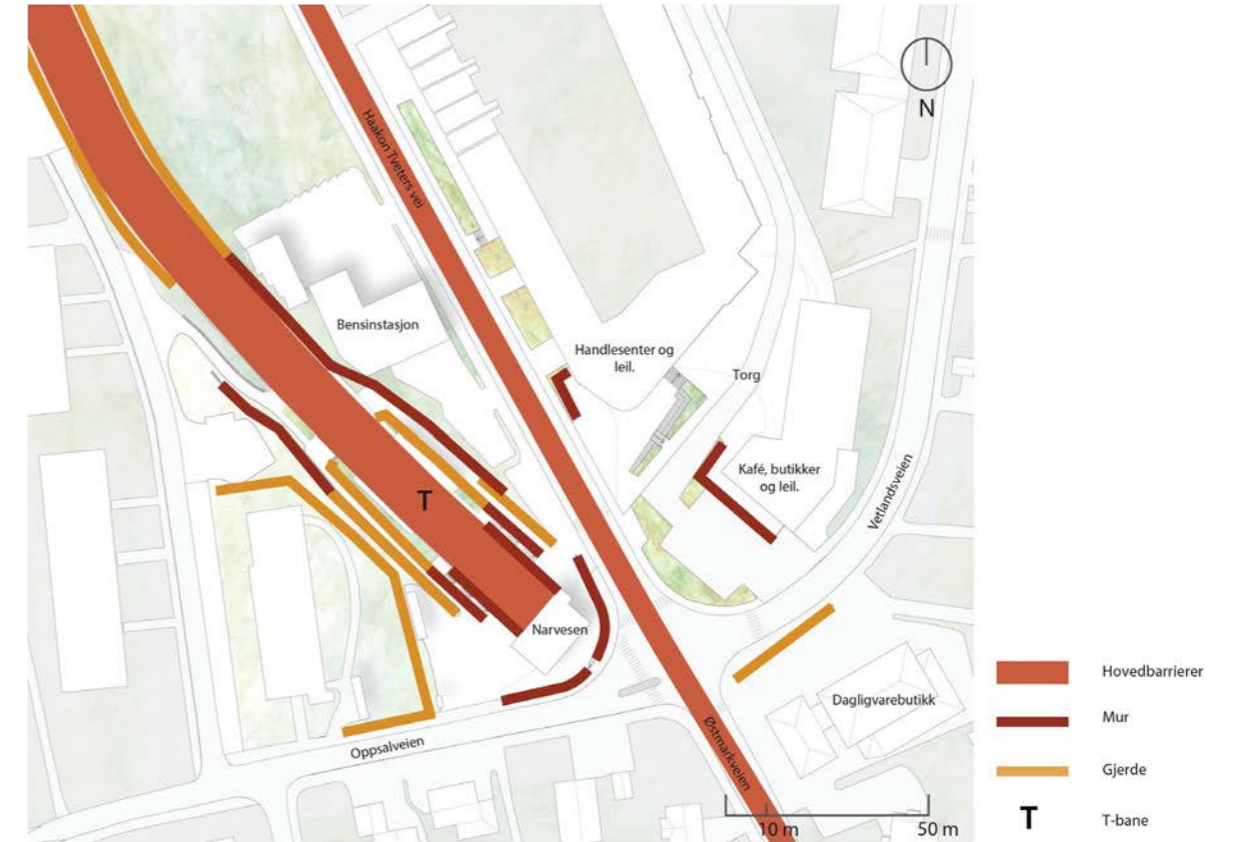 N
Haakon Tveters vei
Bensinstasjon
Handlesenter og
leil.
Torg
Kafé, butikker
og leil.
Vetlandsveien
T
Narvesen
Dagligvarebutikk
Oppsalveien
Østmarkveien
10 m
50 m
Hovedbarrierer
Mur
Gjerde
T
T-bane